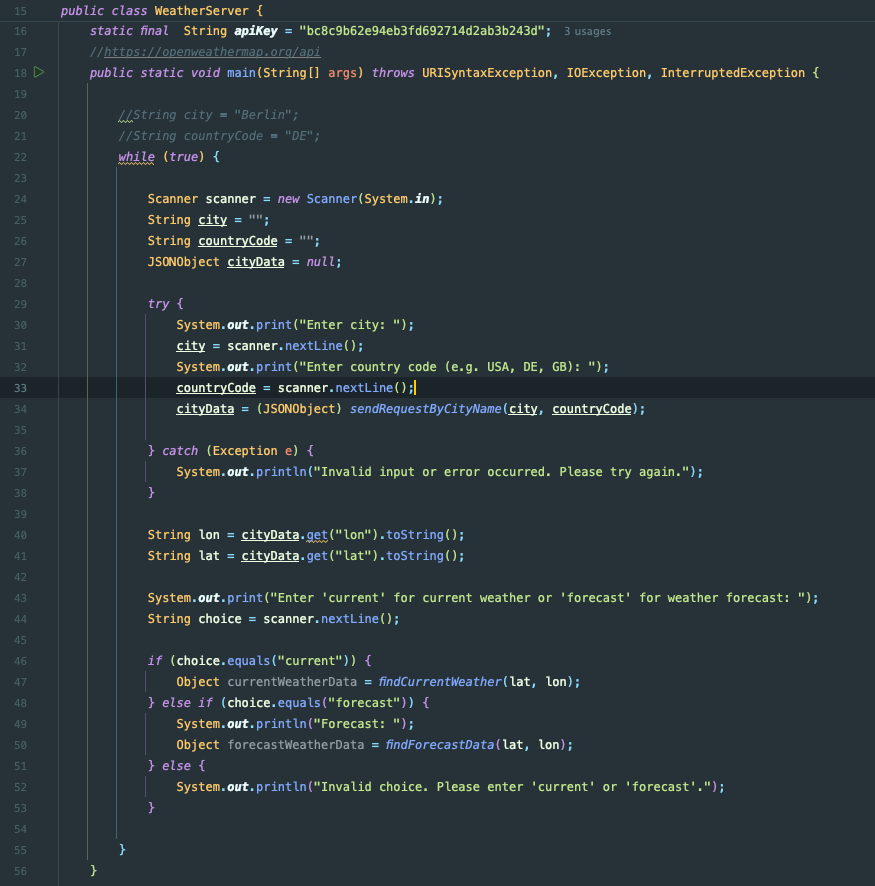 15 public class WeatherServer {
16 static final String apiKey = "bc8c9b62e94eb3fd692714d2ab3b243d"; 3 usages
17 //https://openweathermap.org/api
18 public static void main(String[] args) throws URISyntaxException, IOException, InterruptedException {
19
20 //String city = "Berlin";
21 //String countryCode = "DE";
22 while (true) {
23
24 Scanner scanner = new Scanner(System.in);
25 String city = "";
26 String countryCode = "";
27 JSONObject cityData = null;
28
29 try {
30 System.out.print("Enter city: ");
31 city = scanner.nextLine();
32 System.out.print("Enter country code (e.g. USA, DE, GB): ");
33 countryCode = scanner.nextLine();
34 cityData = (JSONObject) sendRequestByCityName(city, countryCode);
35
36 } catch (Exception e) {
37 System.out.println("Invalid input or error occurred. Please try again.");
38 }
39
40 String lon = cityData.get("lon").toString();
41 String lat = cityData.get("lat").toString();
42
43 System.out.print("Enter 'current' for current weather or 'forecast' for weather forecast: ");
44 String choice = scanner.nextLine();
45
46 if (choice.equals("current")) {
47 Object currentWeatherData = findCurrentWeather(lat, lon);
48 } else if (choice.equals("forecast")) {
49 System.out.println("Forecast: ");
50 Object forecastWeatherData = findForecastData(lat, lon);
51 } else {
52 System.out.println("Invalid choice. Please enter 'current' or 'forecast'.");
53 }
54
55 }
56 }